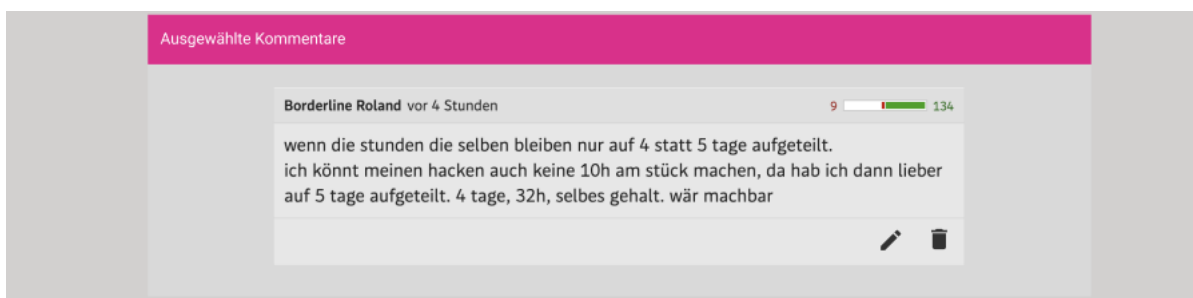 Ausgewählte Kommentare
Borderline Roland vor 4 Stunden 9 134
wenn die stunden die selben bleiben nur auf 4 statt 5 tage aufgeteilt.
ich könnt meinen hacken auch keine 10h am stück machen, da hab ich dann lieber
auf 5 tage aufgeteilt. 4 tage, 32h, selbes gehalt. wär machbar